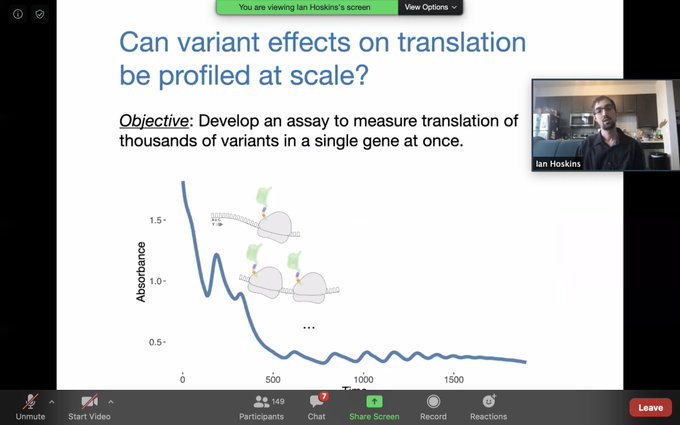 You are viewing Ian Hoskins's screen
View Options
Can variant effects on translation
be profiled at scale?
Objective: Develop an assay to measure translation of
thousands of variants in a single gene at once.
Ian Hoskins
Absorbance
1.5
1.0
0.5
...
0
500
1000
1500
Time
149
7
Unmute
Start Video
Participants
Chat
Share Screen
Record
Reactions
Leave